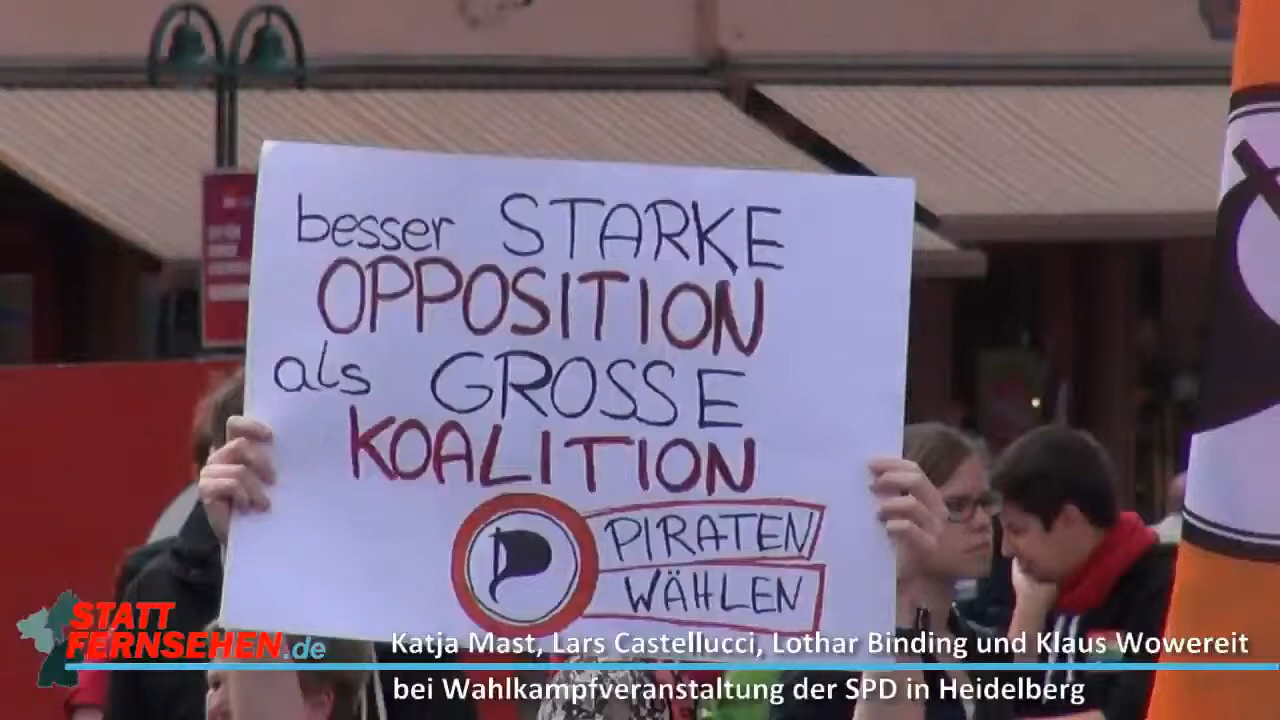 besser STARKE
OPPOSITION
als GROSSE
KOALITION
PIRATEN
WÄHLEN
STATT
FERNSEHEN.de
Katja Mast, Lars Castellucci, Lothar Binding und Klaus Wowereit
bei Wahlkampfveranstaltung der SPD in Heidelberg